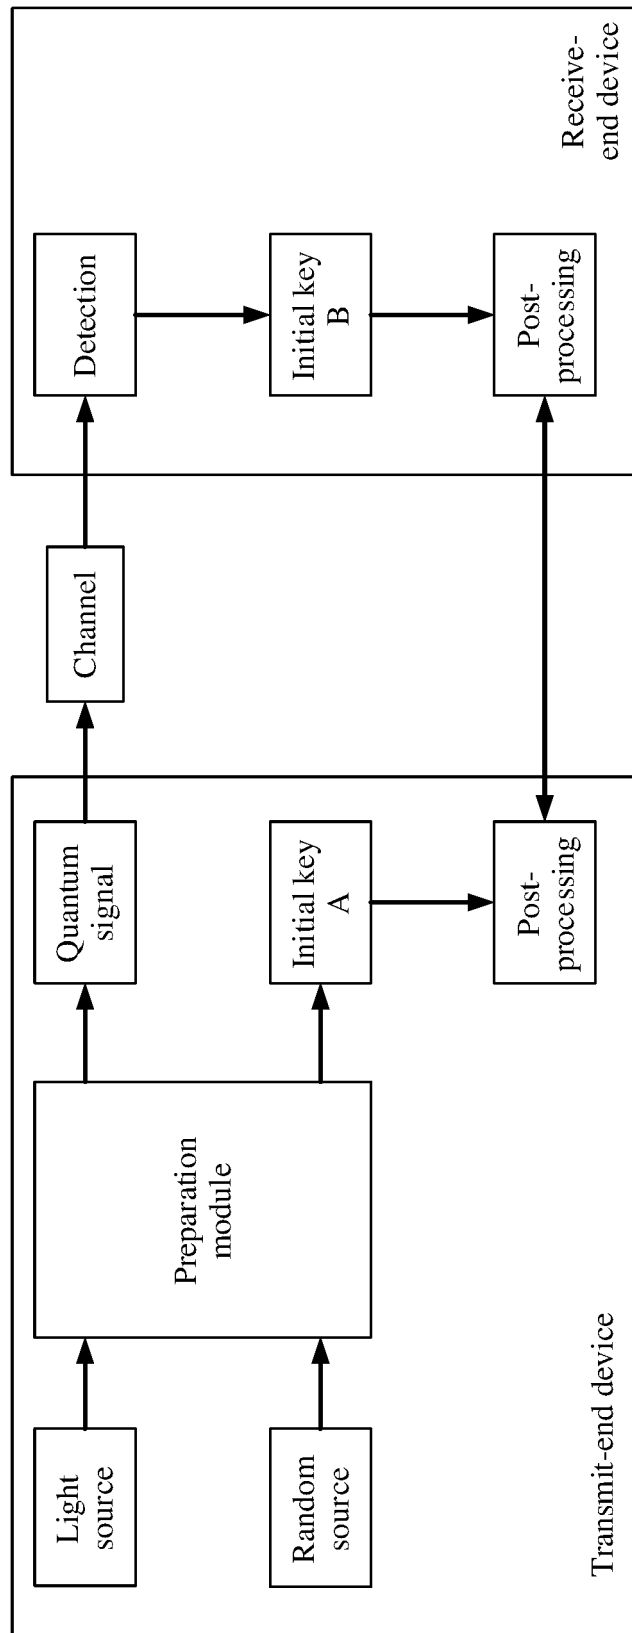 Light
source
Random
source
Preparation
module
Quantum
signal
Initial key
A
Post-
processing
Transmit-end device
Channel
Detection
Initial key
B
Post-
processing
Receive-
end device